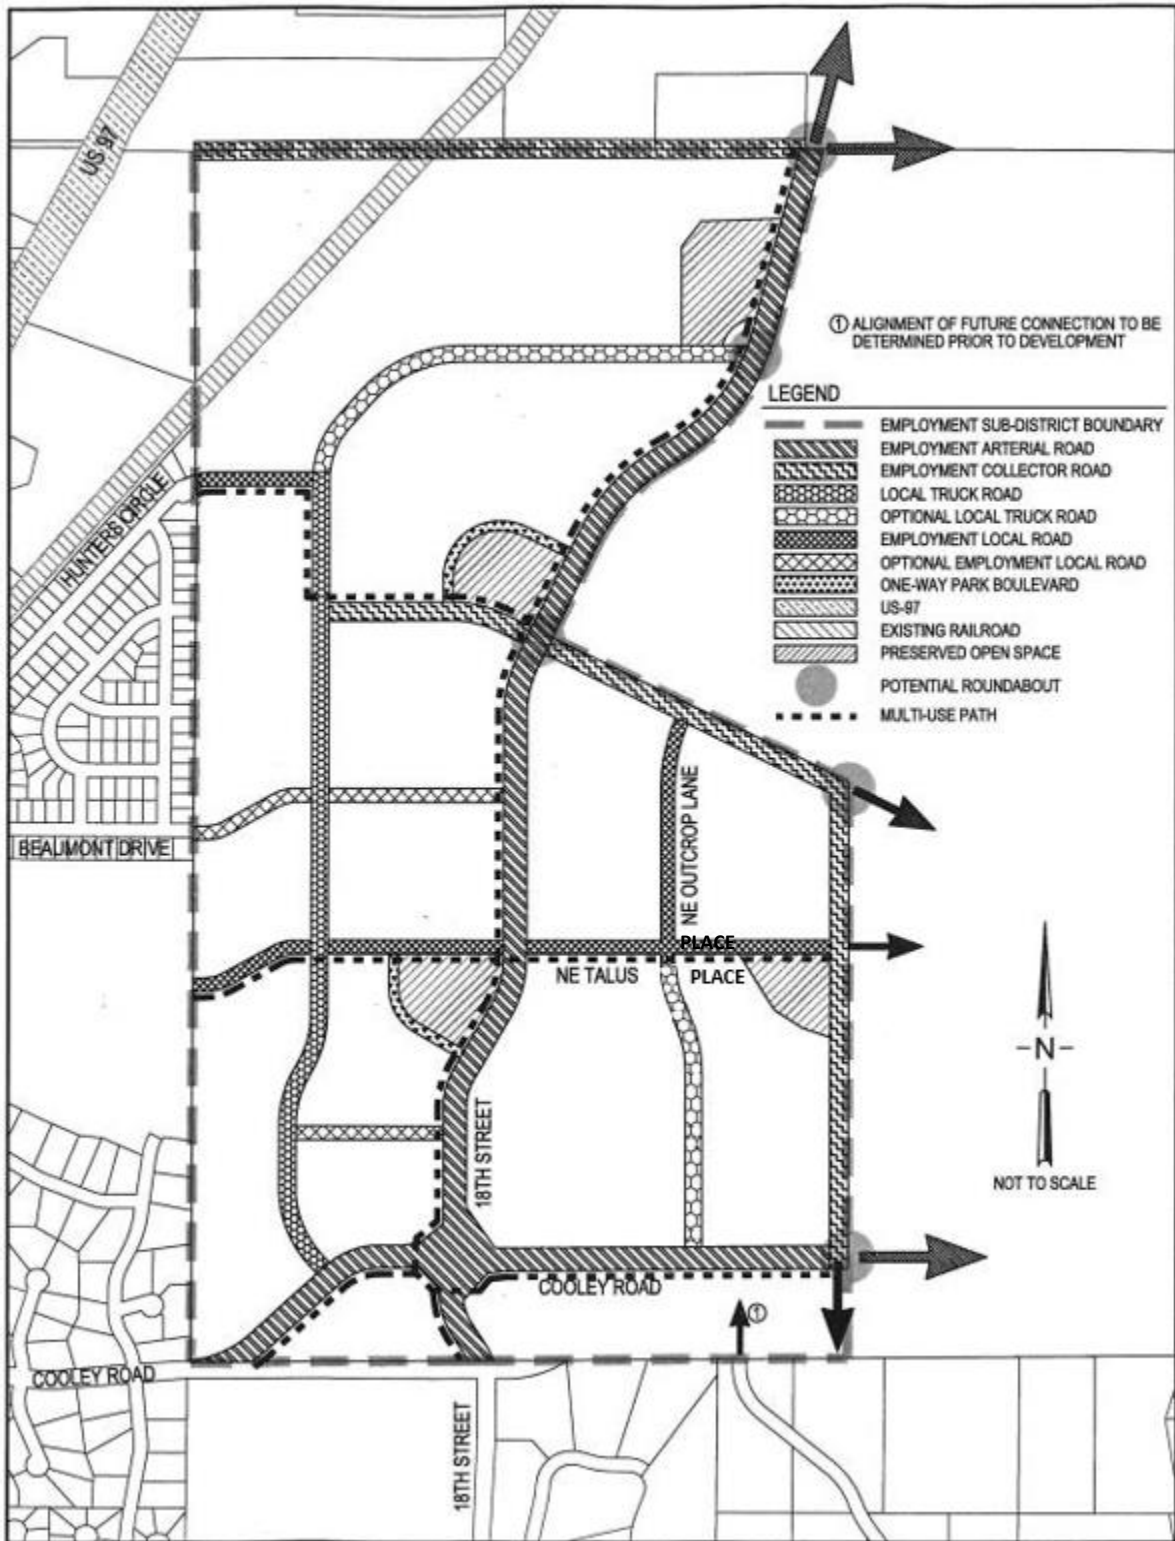 US 97
① ALIGNMENT OF FUTURE CONNECTION TO BE
DETERMINED PRIOR TO DEVELOPMENT
LEGEND
EMPLOYMENT SUB-DISTRICT BOUNDARY
EMPLOYMENT ARTERIAL ROAD
EMPLOYMENT COLLECTOR ROAD
LOCAL TRUCK ROAD
OPTIONAL LOCAL TRUCK ROAD
EMPLOYMENT LOCAL ROAD
OPTIONAL EMPLOYMENT LOCAL ROAD
ONE-WAY PARK BOULEVARD
US-97
EXISTING RAILROAD
PRESERVED OPEN SPACE
POTENTIAL ROUNDABOUT
MULTI-USE PATH
HUNTERS CIRCLE
BEAUMONT DRIVE
NE OUTCROP LANE
PLACE
NE TALUS PLACE
-N-
NOT TO SCALE
18TH STREET
COOLEY ROAD
①
COOLEY ROAD
18TH STREET